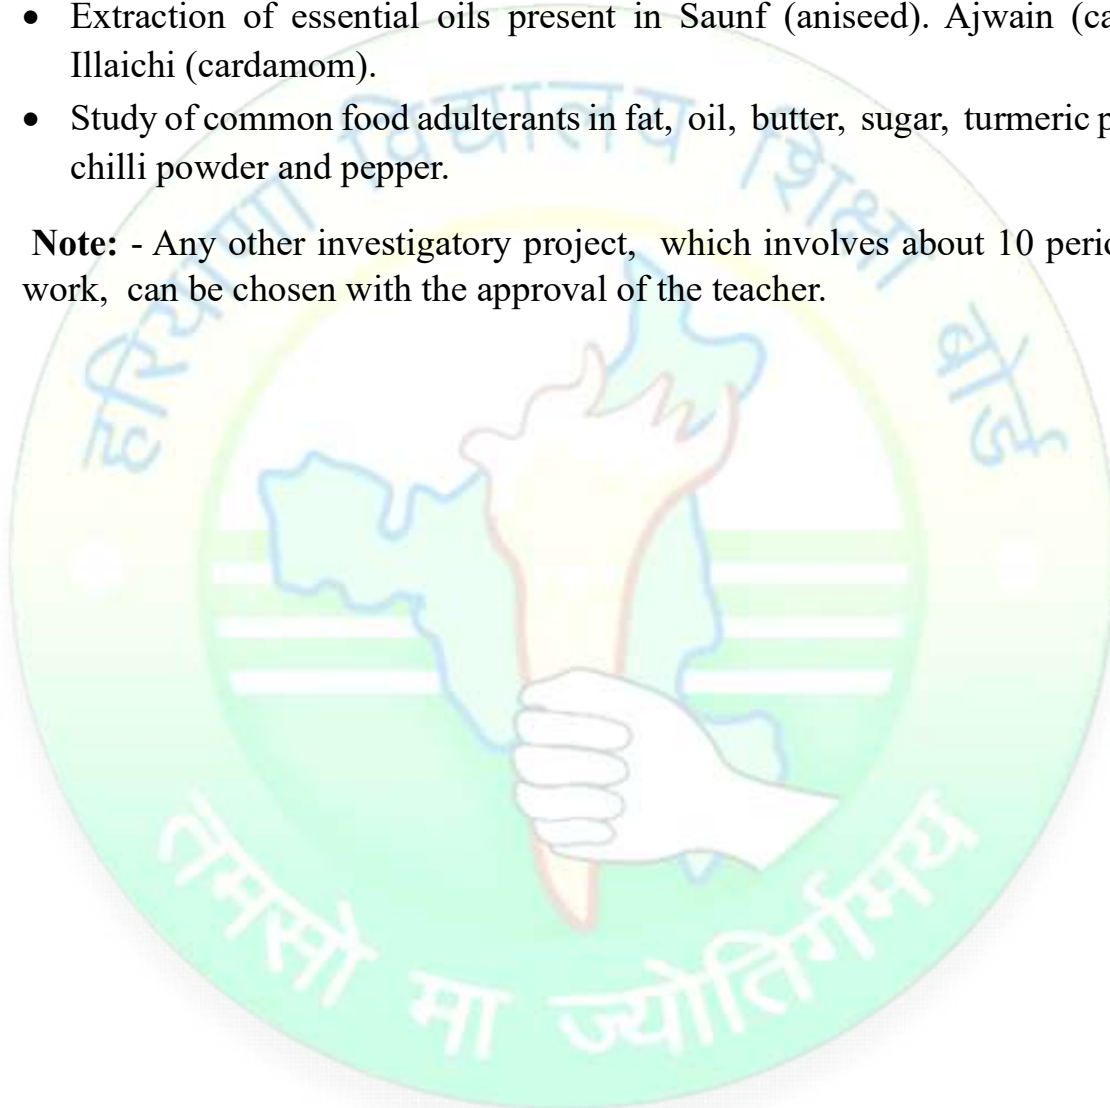 • Extraction of essential oils present in Saunf (aniseed). Ajwain
Illaichi (cardamom).
• Study of common food adulterants in fat, oil, butter, sugar, turmeric
chilli powder and pepper.
Note: - Any other investigatory project, which involves about 10
work, can be chosen with the approval of the teacher.
हरियाणा विद्यालय शिक्षा बोर्ड
तमसो मा ज्योतिर्गमय